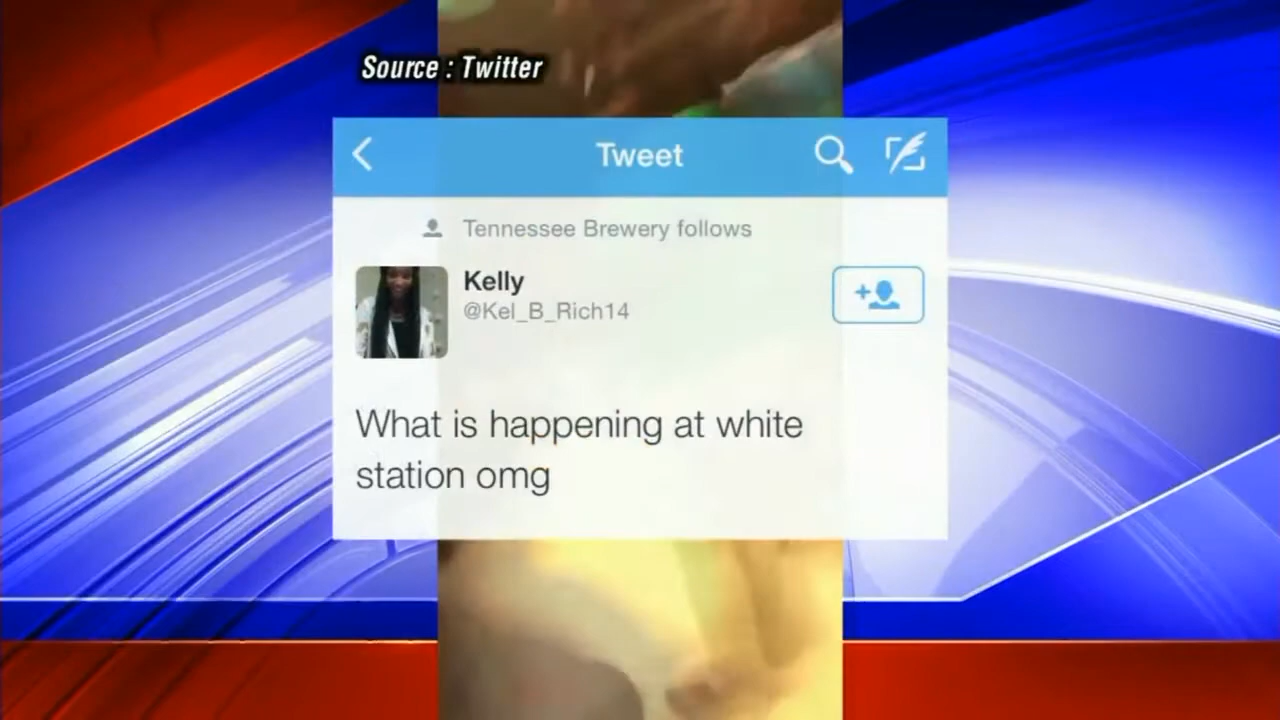 Source : Twitter
Tweet
Tennessee Brewery follows
Kelly
@Kel_B_Rich14
What is happening at white
station omg